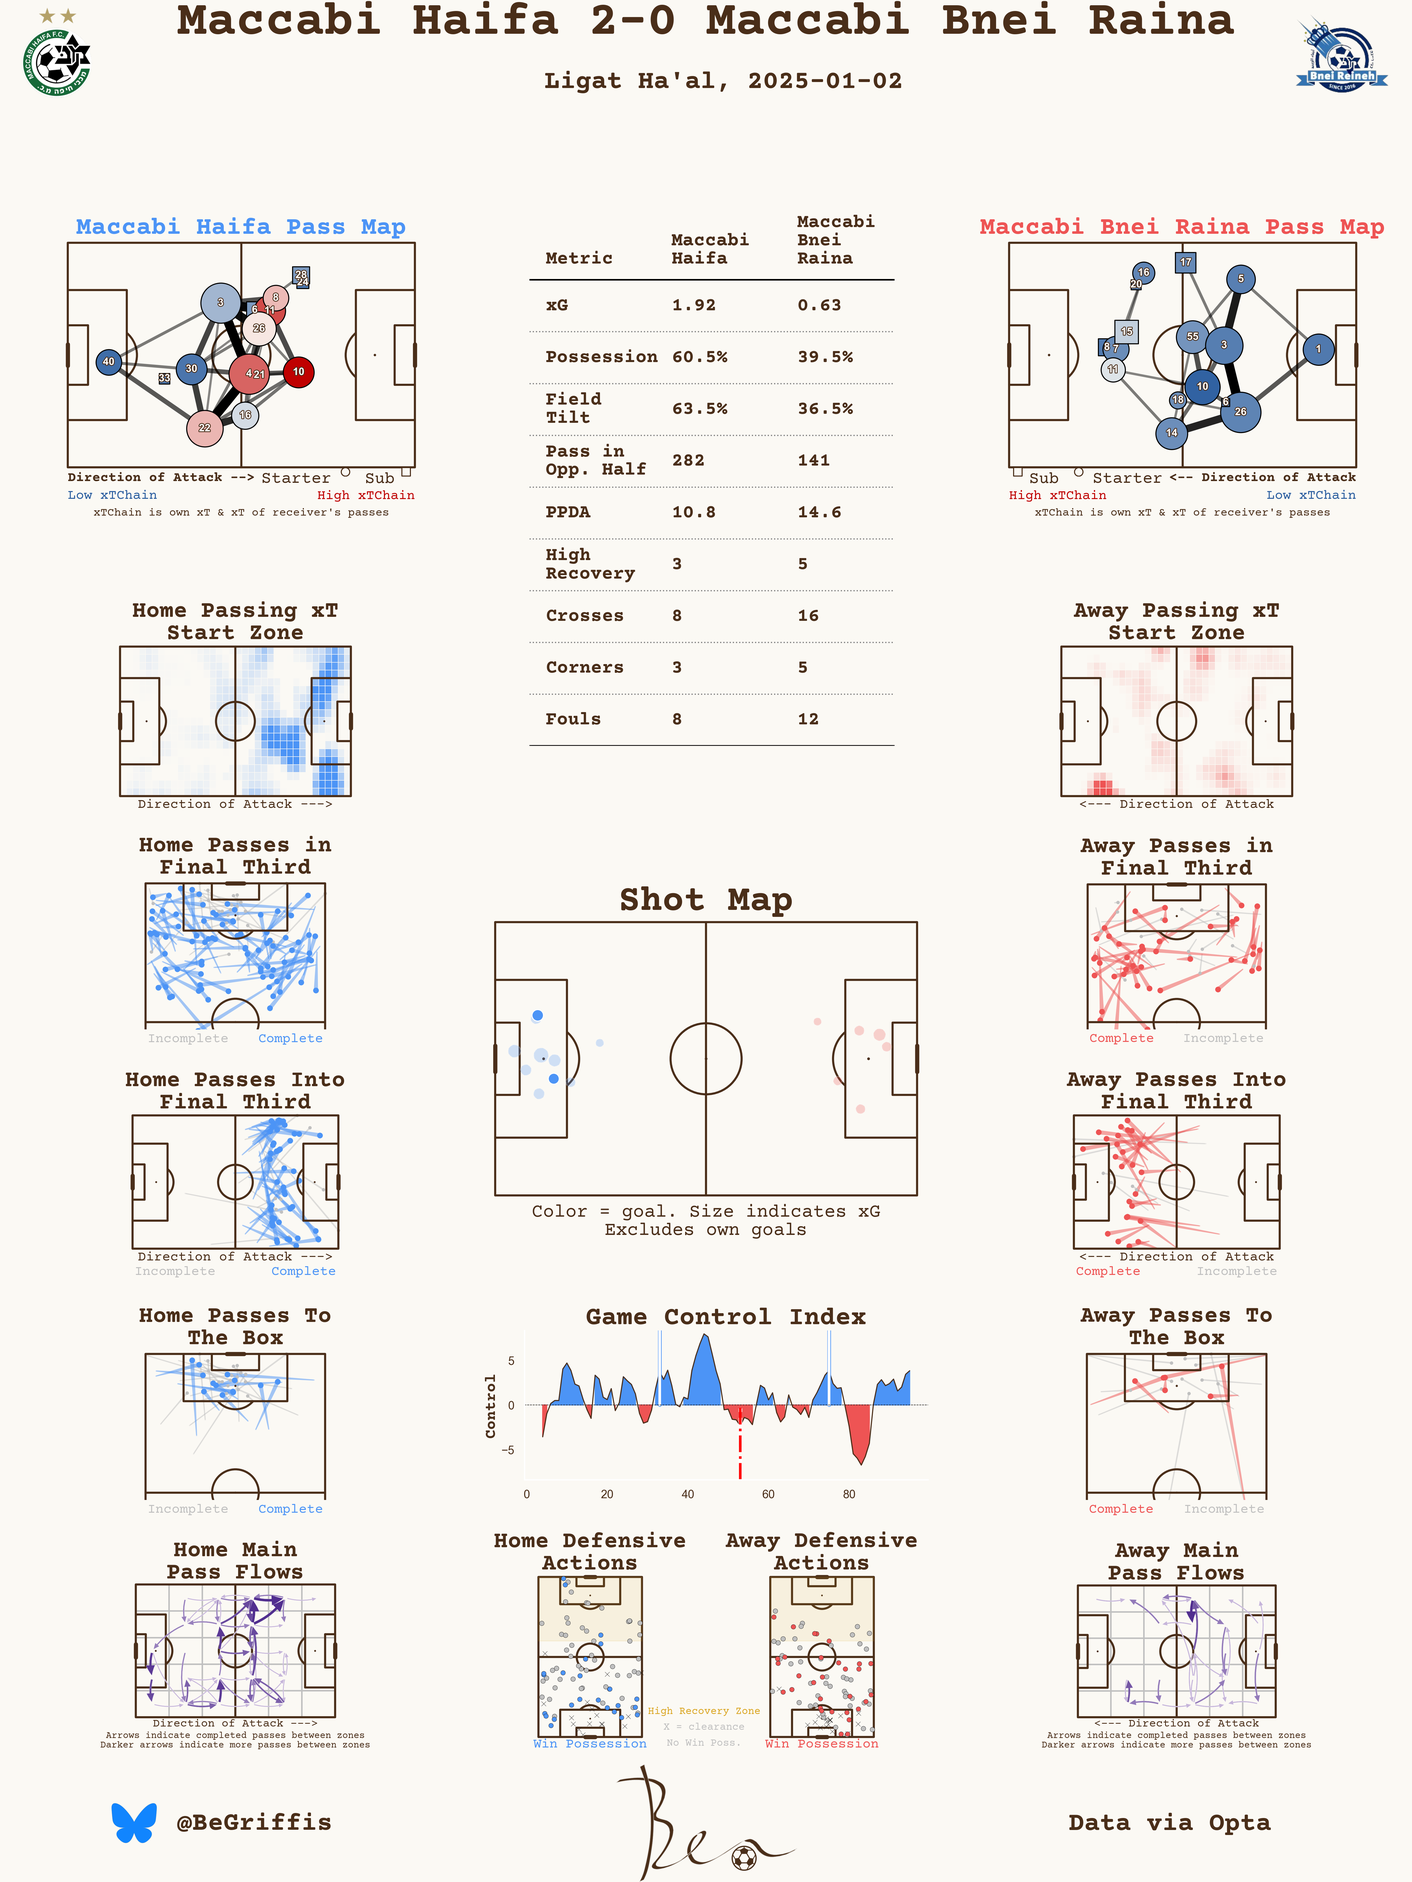 Maccabi Haifa 2-0 Maccabi Bnei Raina
Ligat Ha'al, 2025-01-02
MACCABI HAIFA F.C.
Bnei Reineh
SINCE 2016
Maccabi Haifa Pass Map
3
8
28
24
6
11
26
40
30
33
4
21
10
22
16
Direction of Attack --> Starter Sub
Low xTChain High xTChain
xTChain is own xT & xT of receiver's passes
Metric Maccabi Haifa Maccabi Bnei Raina
xG 1.92 0.63
Possession 60.5% 39.5%
Field Tilt 63.5% 36.5%
Pass in Opp. Half 282 141
PPDA 10.8 14.6
High Recovery 3 5
Crosses 8 16
Corners 3 5
Fouls 8 12
Maccabi Bnei Raina Pass Map
16
17
20
5
15
55
3
8
7
1
11
10
18
6
26
14
Sub Starter <-- Direction of Attack
High xTChain Low xTChain
xTChain is own xT & xT of receiver's passes
Home Passing xT
Start Zone
Direction of Attack --->
Away Passing xT
Start Zone
<--- Direction of Attack
Home Passes in
Final Third
Incomplete Complete
Away Passes in
Final Third
Complete Incomplete
Shot Map
Color = goal. Size indicates xG
Excludes own goals
Home Passes Into
Final Third
Direction of Attack --->
Incomplete Complete
Away Passes Into
Final Third
<--- Direction of Attack
Complete Incomplete
Home Passes To
The Box
Incomplete Complete
Game Control Index
Control
5
0
−5
0 20 40 60 80
Away Passes To
The Box
Complete Incomplete
Home Main
Pass Flows
Direction of Attack --->
Arrows indicate completed passes between zones
Darker arrows indicate more passes between zones
Home Defensive
Actions
Win Possession
High Recovery Zone
X = clearance
No Win Poss.
Away Defensive
Actions
Win Possession
Away Main
Pass Flows
<--- Direction of Attack
Arrows indicate completed passes between zones
Darker arrows indicate more passes between zones
@BeGriffis
Ben
Data via Opta